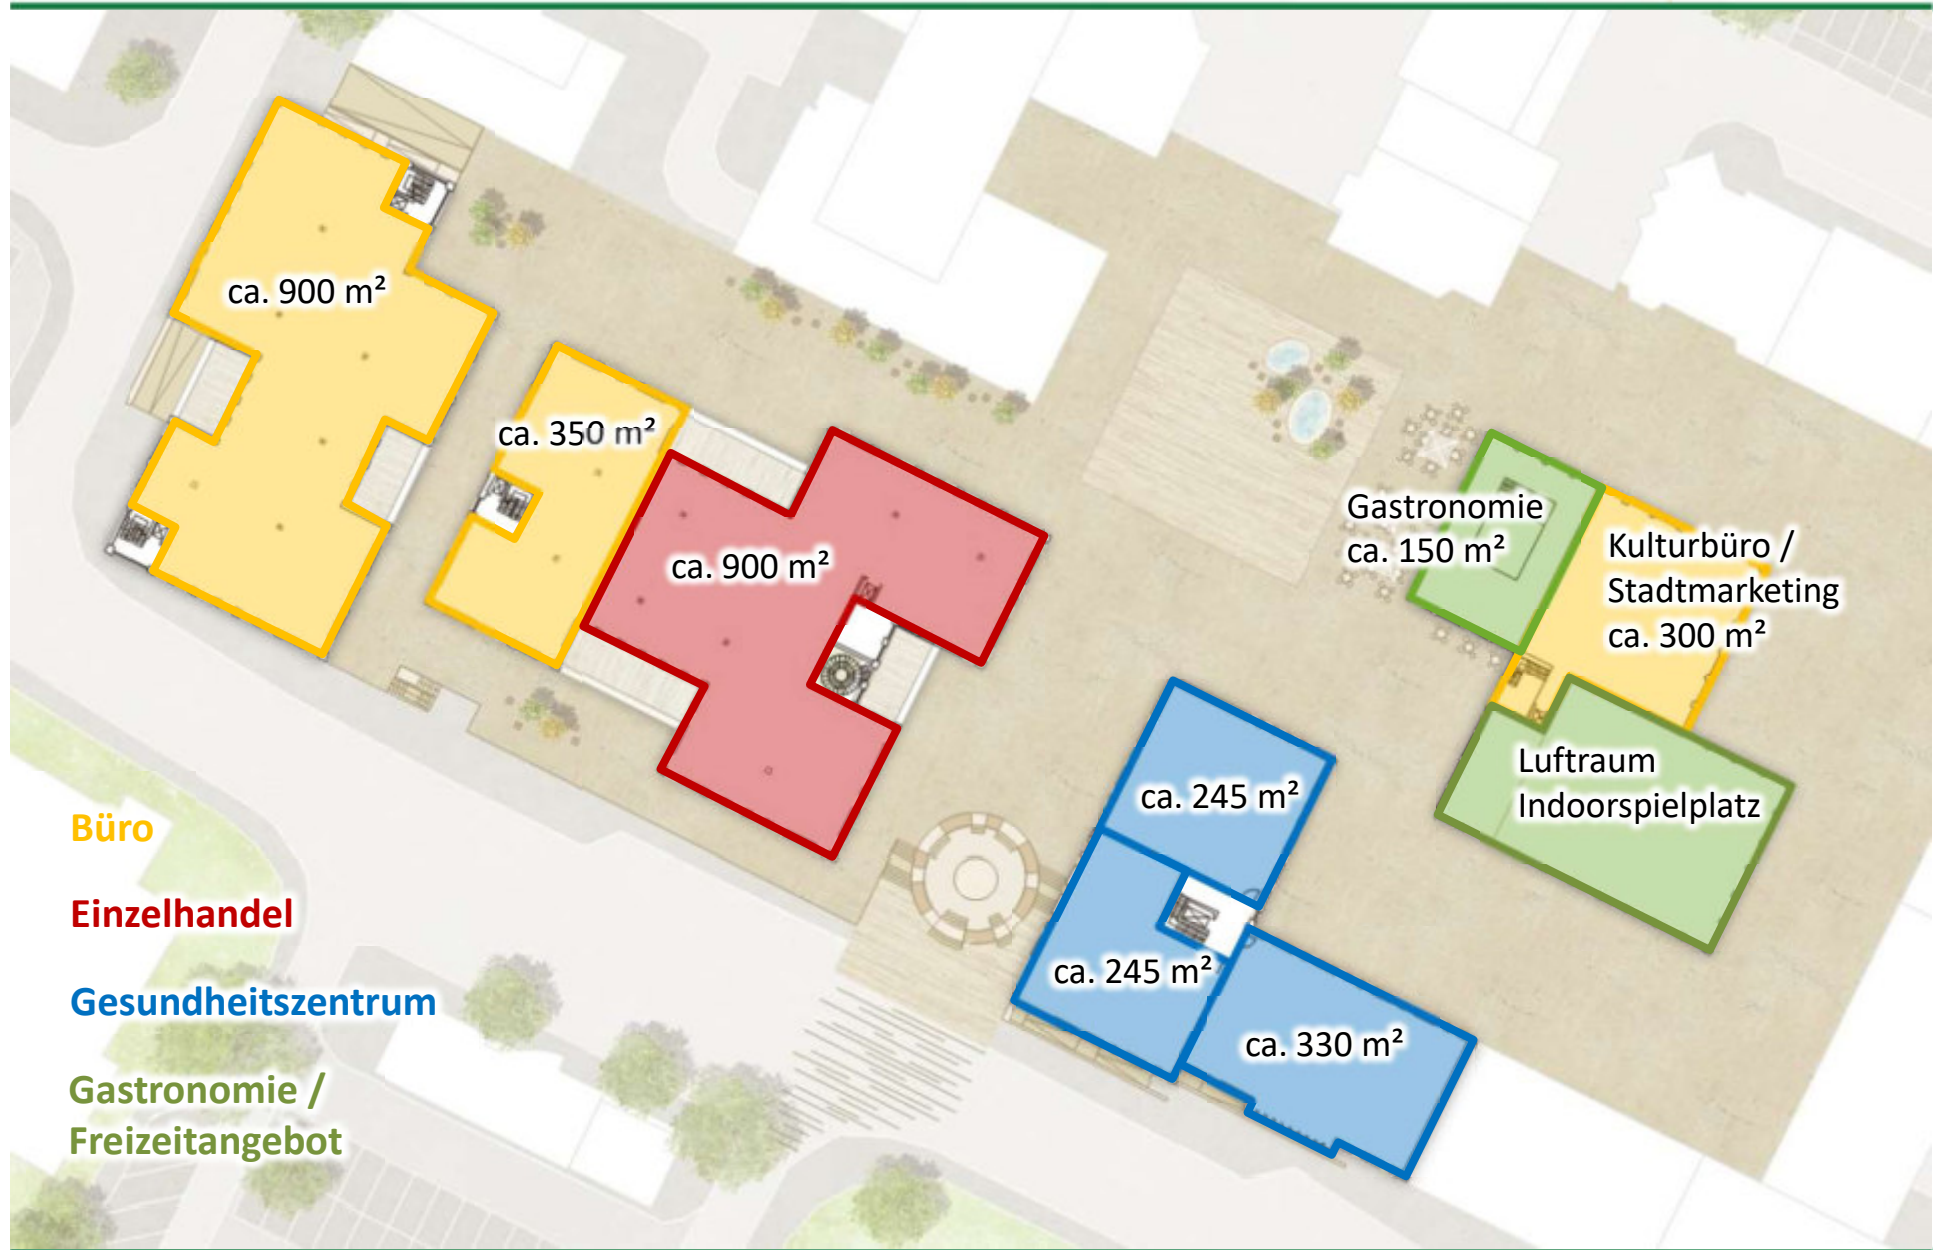 ca. 900 m²
ca. 350 m²
ca. 900 m²
Gastronomie
ca. 150 m²
Kulturbüro /
Stadtmarketing
ca. 300 m²
Luftraum
Indoorspielplatz
ca. 245 m²
ca. 245 m²
ca. 330 m²
Büro
Einzelhandel
Gesundheitszentrum
Gastronomie /
Freizeitangebot